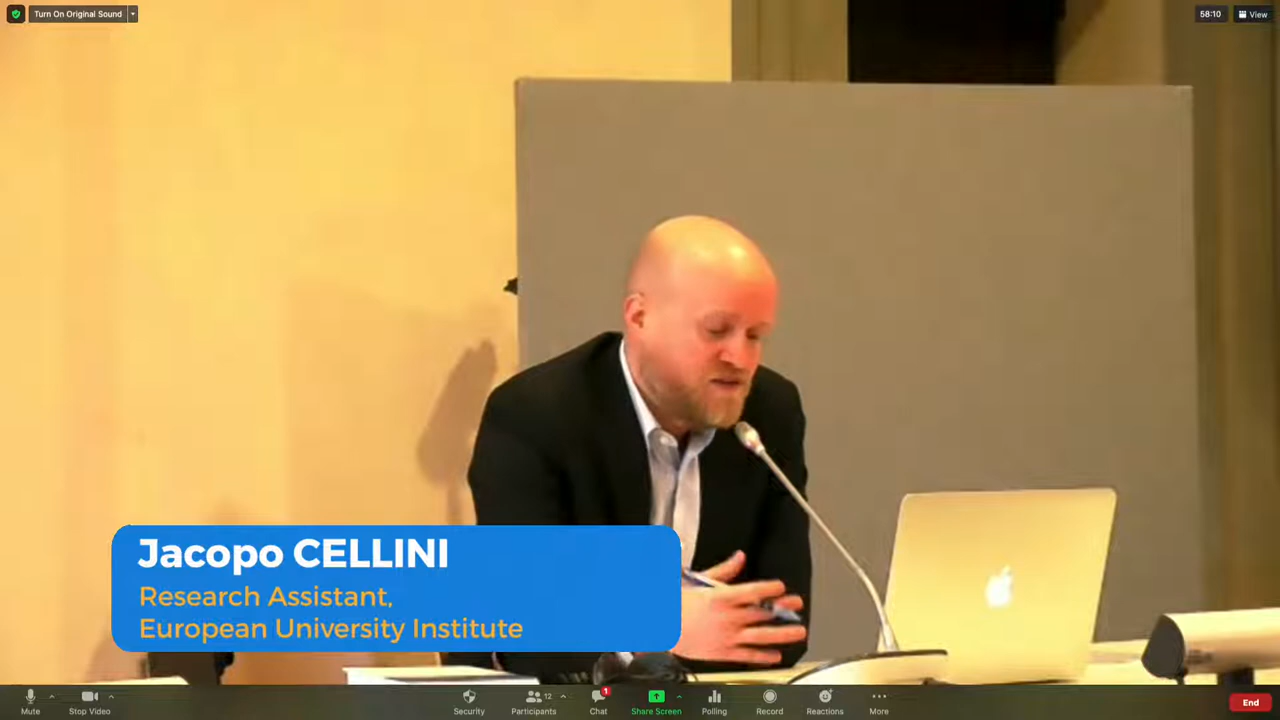 Turn On Original Sound
58:10
View
Jacopo CELLINI
Research Assistant,
European University Institute
Mute
Stop Video
Security
12
Participants
1
Chat
Share Screen
Polling
Record
Reactions
More
End